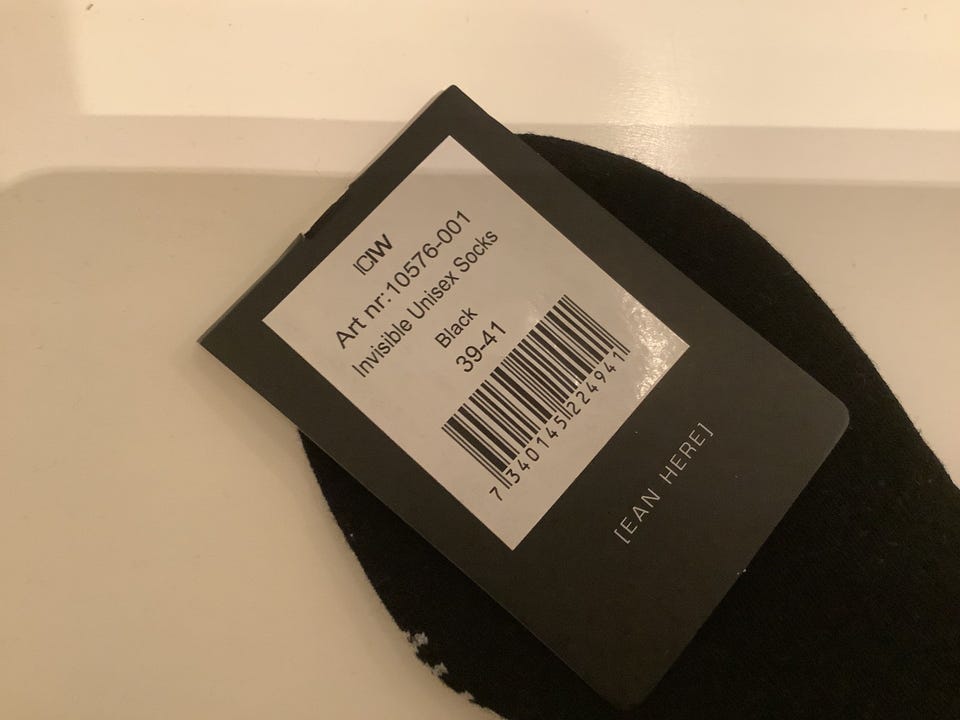 ICIW
Art nr:10576-001
Invisible Unisex Socks
Black
39-41
7 340145 224941
[EAN HERE]